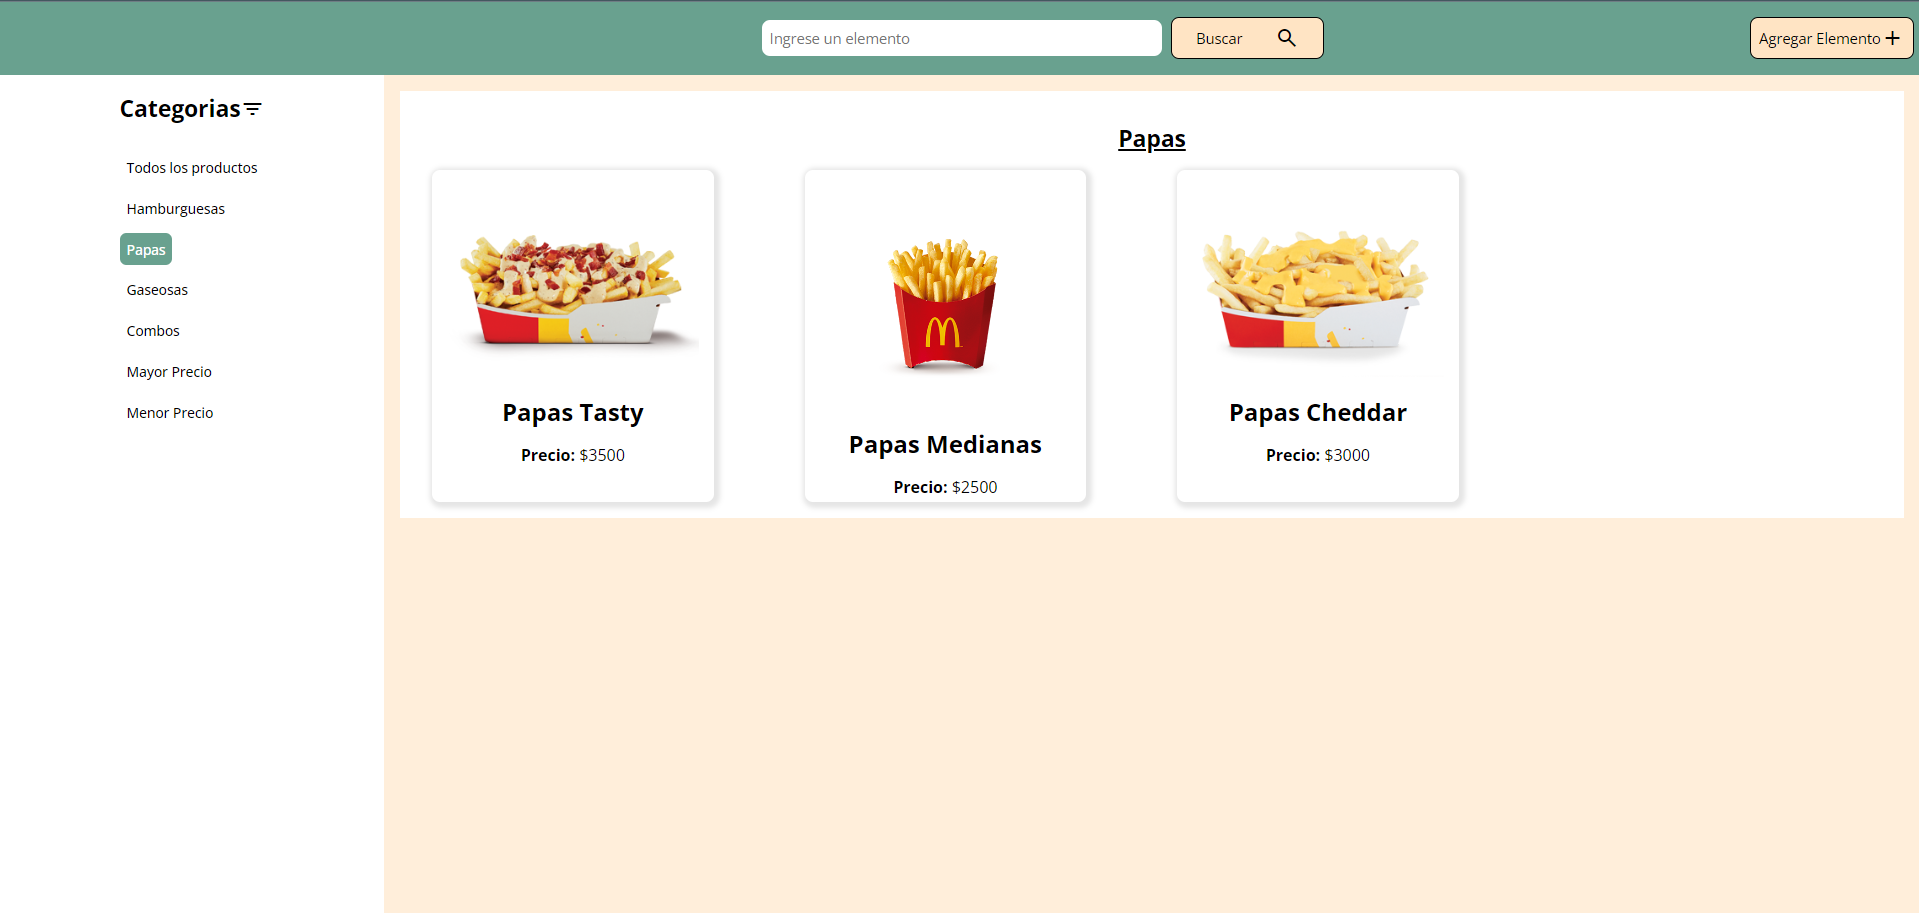 Ingrese un elemento
Buscar
Agregar Elemento
Categorias
Todos los productos
Hamburguesas
Papas
Gaseosas
Combos
Mayor Precio
Menor Precio
Papas
Papas Tasty
Precio: $3500
Papas Medianas
Precio: $2500
Papas Cheddar
Precio: $3000